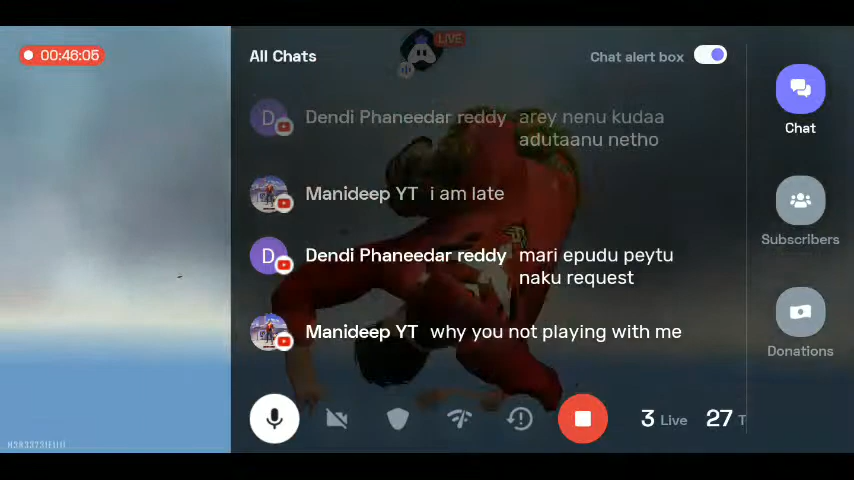 00:46:05
All Chats
LIVE
Chat alert box
Dendi Phaneedar reddy arey nenu kudaa
adutaanu netho
Manideep YT i am late
Dendi Phaneedar reddy mari epudu peytu
naku request
Manideep YT why you not playing with me
Chat
Subscribers
Donations
3 Live 27 T